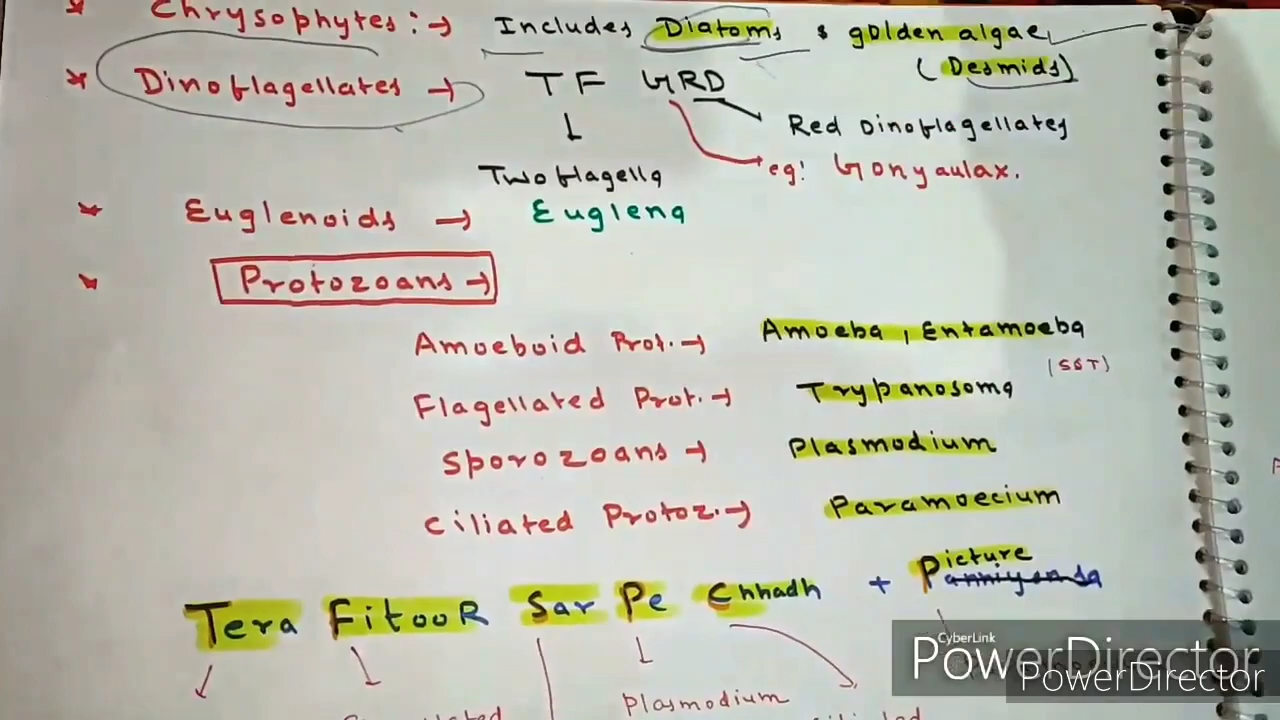 * Chrysophytes :→ Includes Diatoms & golden algae
(Desmids)
* Dinoflagellates → TF GRD
Red Dinoflagellates
Two flagella
eg: Gonyaulax.
* Euglenoids → Euglena
* Protozoans →
Amoeboid Prot. → Amoeba, Entamoeba
Flagellated Prot. → Trypanosoma (SST)
Sporozoans → Plasmodium
Ciliated Protoz. → Paramoecium
Tera FitooR Sar Pe Chhadh + Picture
Plasmodium
CyberLink
PowerDirector
PowerDirector